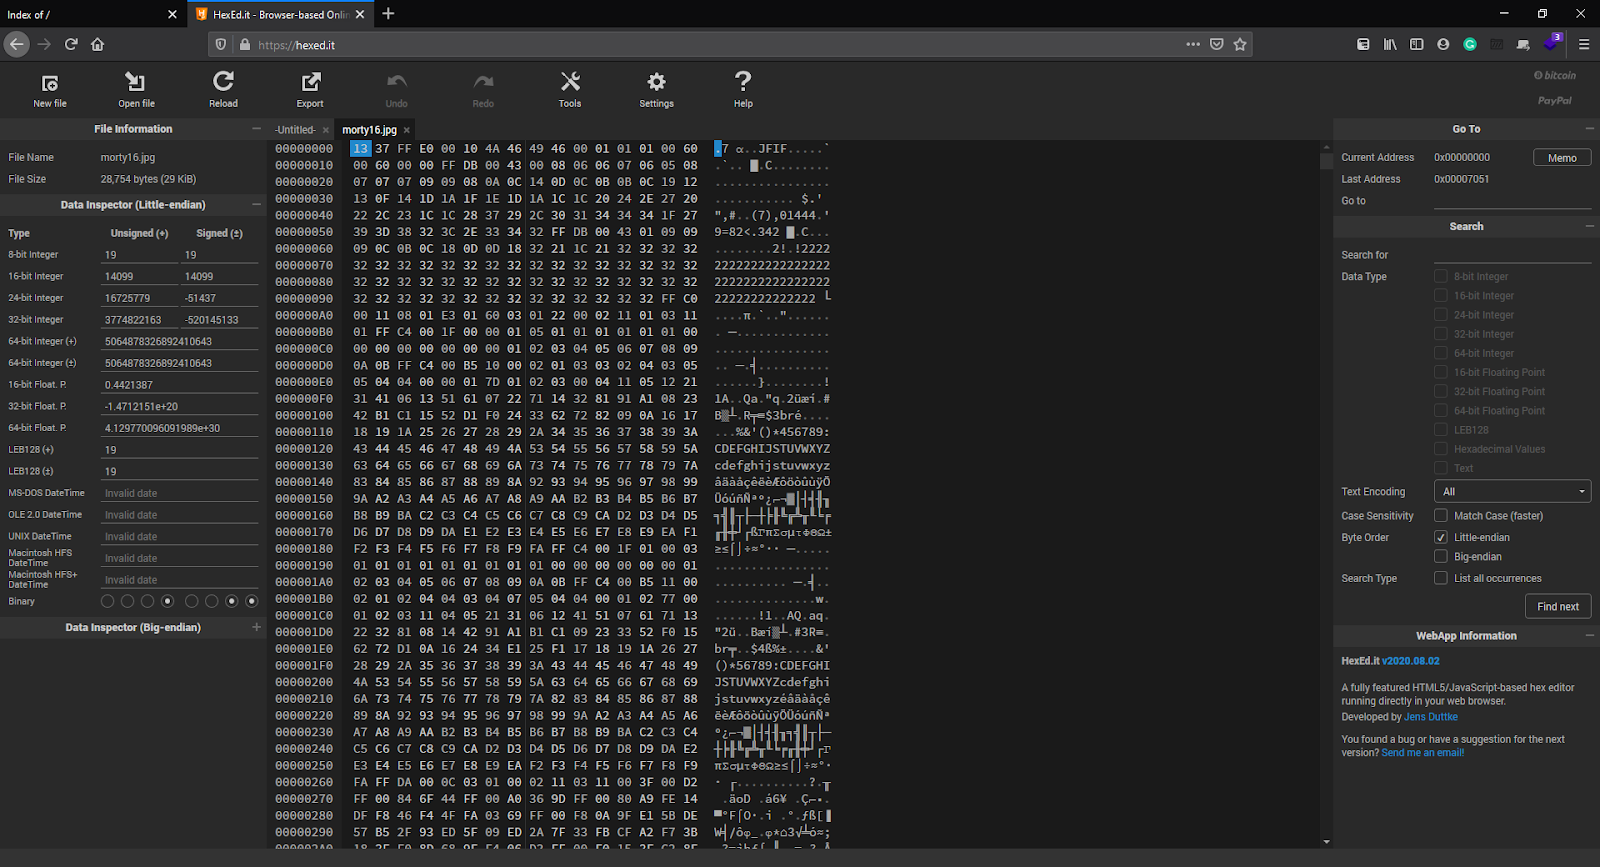 Index of /
HexEd.it - Browser-based Onlin
https://hexed.it
3
New file
Open file
Reload
Export
Undo
Redo
Tools
Settings
Help
bitcoin
PayPal
File Information
File Name morty16.jpg
File Size 28,754 bytes (29 KiB)
Data Inspector (Little-endian)
Type Unsigned (+) Signed (±)
8-bit Integer 19 19
16-bit Integer 14099 14099
24-bit Integer 16725779 -51437
32-bit Integer 3774822163 -520145133
64-bit Integer (+) 5064878326892410643
64-bit Integer (±) 5064878326892410643
16-bit Float. P. 0.4421387
32-bit Float. P. -1.4712151e+20
64-bit Float. P. 4.129770096091989e+30
LEB128 (+) 19
LEB128 (±) 19
MS-DOS DateTime Invalid date
OLE 2.0 DateTime Invalid date
UNIX DateTime Invalid date
Macintosh HFS DateTime Invalid date
Macintosh HFS+ DateTime Invalid date
Binary
Data Inspector (Big-endian)
-Untitled- morty16.jpg
00000000 13 37 FF E0 00 10 4A 46 49 46 00 01 01 01 00 60 .7 α..JFIF.....`
00000010 00 60 00 00 FF DB 00 43 00 08 06 06 07 06 05 08 .`.. █.C........
00000020 07 07 07 09 09 08 0A 0C 14 0D 0C 0B 0B 0C 19 12 ................
00000030 13 0F 14 1D 1A 1F 1E 1D 1A 1C 1C 20 24 2E 27 20 ........... $.'
00000040 22 2C 23 1C 1C 28 37 29 2C 30 31 34 34 34 1F 27 ",#..(7),01444.'
00000050 39 3D 38 32 3C 2E 33 34 32 FF DB 00 43 01 09 09 9=82<.342 █.C...
00000060 09 0C 0B 0C 18 0D 0D 18 32 21 1C 21 32 32 32 32 ........2!.!2222
00000070 32 32 32 32 32 32 32 32 32 32 32 32 32 32 32 32 2222222222222222
00000080 32 32 32 32 32 32 32 32 32 32 32 32 32 32 32 32 2222222222222222
00000090 32 32 32 32 32 32 32 32 32 32 32 32 32 32 FF C0 22222222222222 └
000000A0 00 11 08 01 E3 01 60 03 01 22 00 02 11 01 03 11 ....π.`.."......
000000B0 01 FF C4 00 1F 00 00 01 05 01 01 01 01 01 01 00 . ─.............
000000C0 00 00 00 00 00 00 00 01 02 03 04 05 06 07 08 09 ................
000000D0 0A 0B FF C4 00 B5 10 00 02 01 03 03 02 04 03 05 .. ─.╡..........
000000E0 05 04 04 00 00 01 7D 01 02 03 00 04 11 05 12 21 ......}........!
000000F0 31 41 06 13 51 61 07 22 71 14 32 81 91 A1 08 23 1A..Qa."q.2üæí.#
00000100 42 B1 C1 15 52 D1 F0 24 33 62 72 82 09 0A 16 17 B▒┴.R╤≡$3bré....
00000110 18 19 1A 25 26 27 28 29 2A 34 35 36 37 38 39 3A ...%&'()*456789:
00000120 43 44 45 46 47 48 49 4A 53 54 55 56 57 58 59 5A CDEFGHIJSTUVWXYZ
00000130 63 64 65 66 67 68 69 6A 73 74 75 76 77 78 79 7A cdefghijstuvwxyz
00000140 83 84 85 86 87 88 89 8A 92 93 94 95 96 97 98 99 âäàåçêëèÆôöòûùÿÖ
00000150 9A A2 A3 A4 A5 A6 A7 A8 A9 AA B2 B3 B4 B5 B6 B7 ÜóúñѪº¿⌐¬▓│┤╡╢╖
00000160 B8 B9 BA C2 C3 C4 C5 C6 C7 C8 C9 CA D2 D3 D4 D5 ╕╣║┬├─┼╞╟╚╔╩╥╙╘╒
00000170 D6 D7 D8 D9 DA E1 E2 E3 E4 E5 E6 E7 E8 E9 EA F1 ╓╫╪┘┌ßΓπΣσµτΦΘΩ±
00000180 F2 F3 F4 F5 F6 F7 F8 F9 FA FF C4 00 1F 01 00 03 ≥≤⌠⌡÷≈°∙· ─.....
00000190 01 01 01 01 01 01 01 01 01 00 00 00 00 00 00 01 ................
000001A0 02 03 04 05 06 07 08 09 0A 0B FF C4 00 B5 11 00 .......... ─.╡..
000001B0 02 01 02 04 04 03 04 07 05 04 04 00 01 02 77 00 ..............w.
000001C0 01 02 03 11 04 05 21 31 06 12 41 51 07 61 71 13 ......!1..AQ.aq.
000001D0 22 32 81 08 14 42 91 A1 B1 C1 09 23 33 52 F0 15 "2ü..Bæí▒┴.#3R≡.
000001E0 62 72 D1 0A 16 24 34 E1 25 F1 17 18 19 1A 26 27 br╤..$4ß%±....&'
000001F0 28 29 2A 35 36 37 38 39 3A 43 44 45 46 47 48 49 ()*56789:CDEFGHI
00000200 4A 53 54 55 56 57 58 59 5A 63 64 65 66 67 68 69 JSTUVWXYZcdefghi
00000210 6A 73 74 75 76 77 78 79 7A 82 83 84 85 86 87 88 jstuvwxyzéâäàåçê
00000220 89 8A 92 93 94 95 96 97 98 99 9A A2 A3 A4 A5 A6 ëèÆôöòûùÿÖÜóúñѪ
00000230 A7 A8 A9 AA B2 B3 B4 B5 B6 B7 B8 B9 BA C2 C3 C4 º¿⌐¬▓│┤╡╢╖╕╣║┬├─
00000240 C5 C6 C7 C8 C9 CA D2 D3 D4 D5 D6 D7 D8 D9 DA E2 ┼╞╟╚╔╩╥╙╘╒╓╫╪┘┌Γ
00000250 E3 E4 E5 E6 E7 E8 E9 EA F2 F3 F4 F5 F6 F7 F8 F9 πΣσµτΦΘΩ≥≤⌠⌡÷≈°∙
00000260 FA FF DA 00 0C 03 01 00 02 11 03 11 00 3F 00 D2 · ┌..........?.╥
00000270 FF 00 84 6F 44 FF 00 A0 36 9D FF 00 80 A9 FE 14 .äoD .á6¥ .Ç⌐■.
00000280 DF F8 46 F4 4F FA 03 69 FF 00 F8 0A 9F E1 5B DE ▀°F⌠O·.i .°.ƒß[▐
00000290 57 B5 2F 93 ED 5F 09 ED 2A 7F 33 FB CF A2 F7 3B W╡/ôφ_.φ*⌂3√╧ó≈;
Go To
Current Address 0x00000000 Memo
Last Address 0x00007051
Go to
Search
Search for
Data Type 8-bit Integer
16-bit Integer
24-bit Integer
32-bit Integer
64-bit Integer
16-bit Floating Point
32-bit Floating Point
64-bit Floating Point
LEB128
Hexadecimal Values
Text
Text Encoding All
Case Sensitivity Match Case (faster)
Byte Order Little-endian
Big-endian
Search Type List all occurrences
Find next
WebApp Information
HexEd.it v2020.08.02
A fully featured HTML5/JavaScript-based hex editor
running directly in your web browser.
Developed by Jens Duttke
You found a bug or have a suggestion for the next
version? Send me an email!